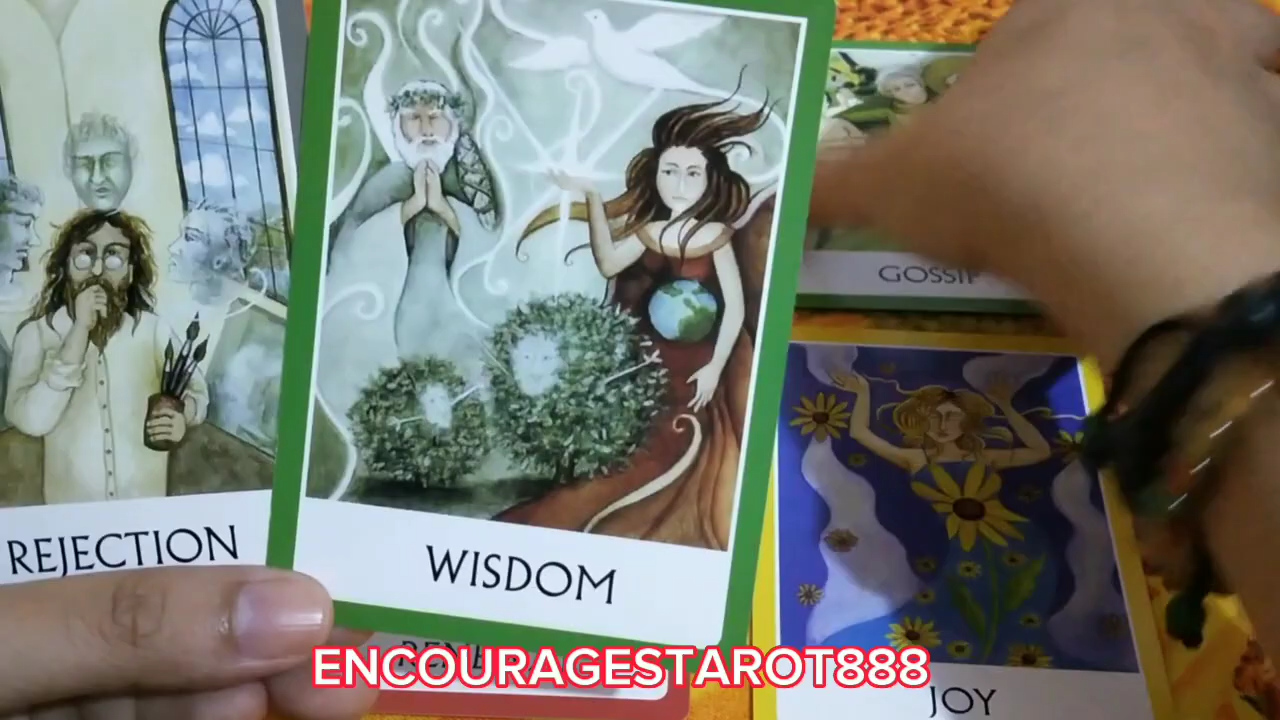 GOSSIP
REJECTION
WISDOM
ENCOURAGESTAROT888
JOY